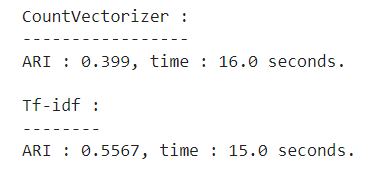 CountVectorizer :
-----------------
ARI : 0.399, time : 16.0 seconds.
Tf-idf :
--------
ARI : 0.5567, time : 15.0 seconds.